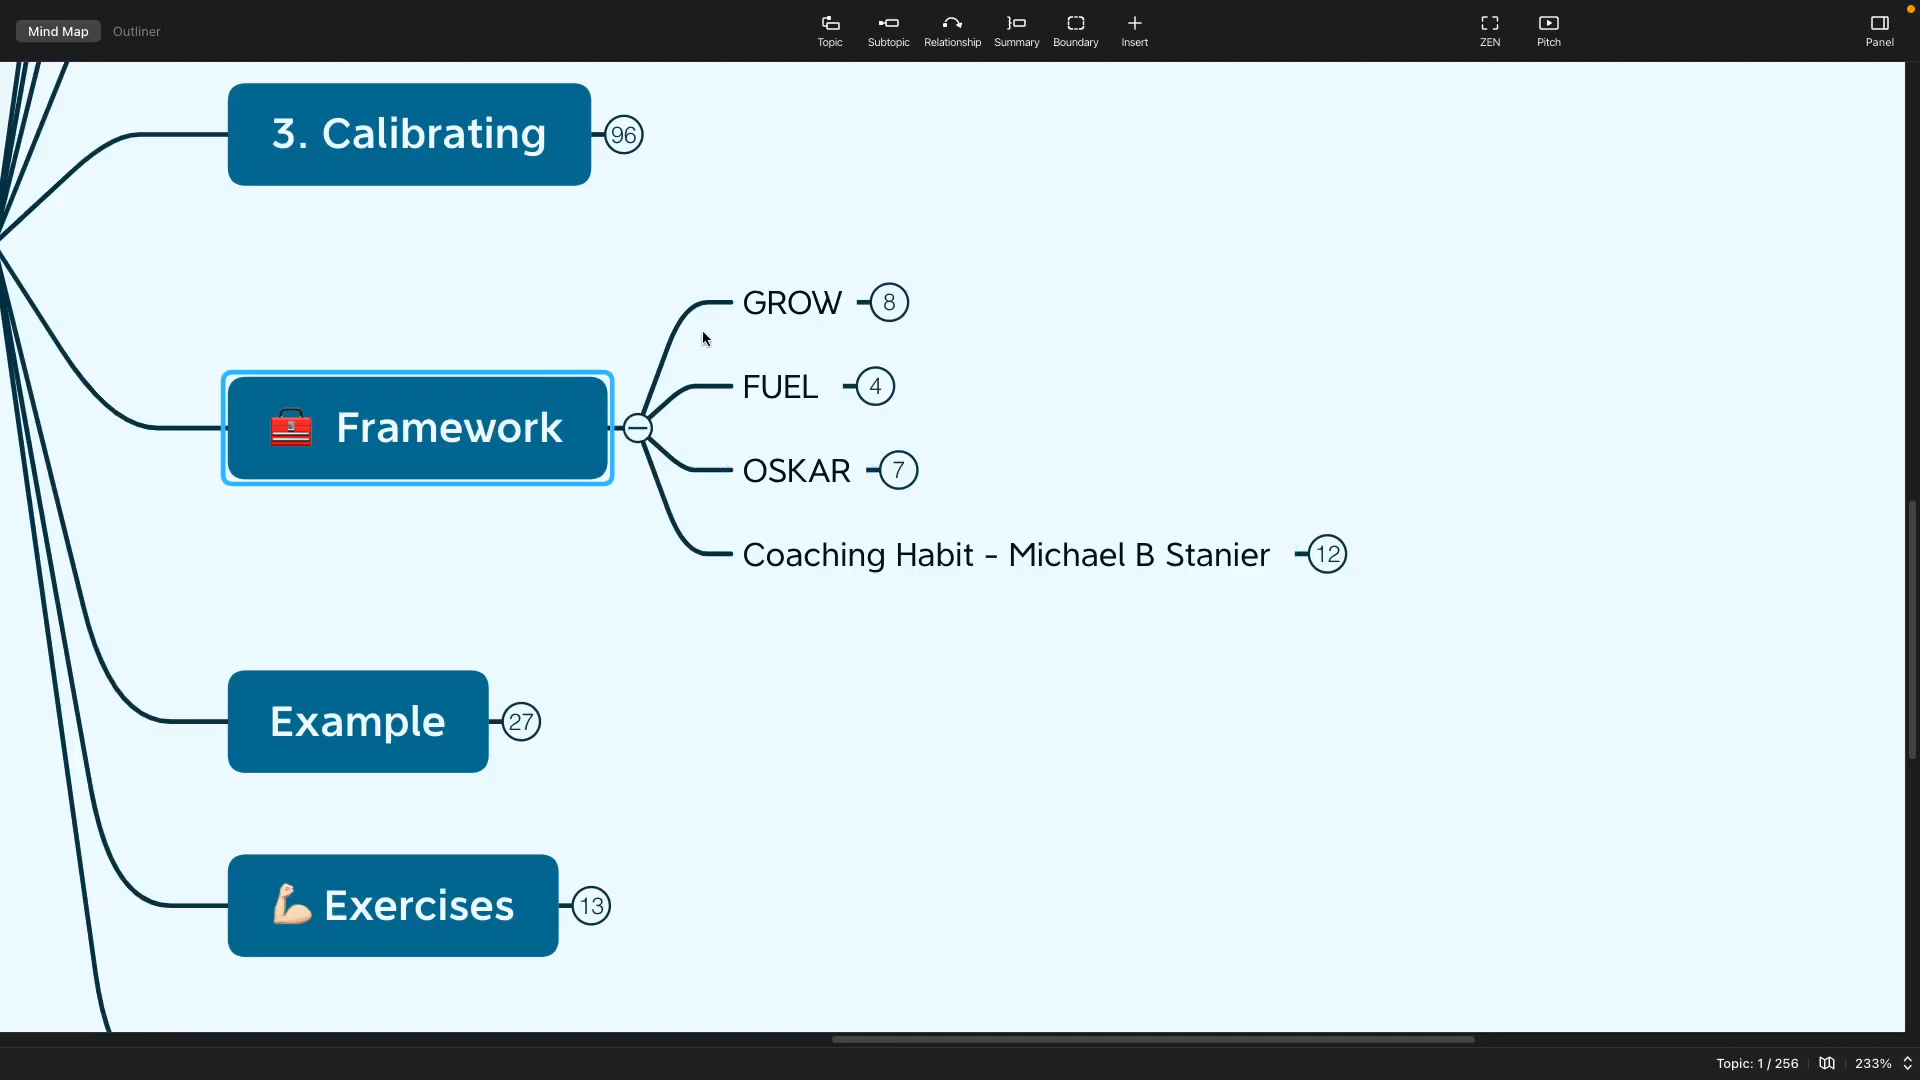 Mind Map Outliner
Topic Subtopic Relationship Summary Boundary Insert ZEN Pitch Panel
3. Calibrating 96
GROW 8
FUEL 4
Framework
OSKAR 7
Coaching Habit - Michael B Stanier 12
Example 27
Exercises 13
Topic: 1 / 256 233%